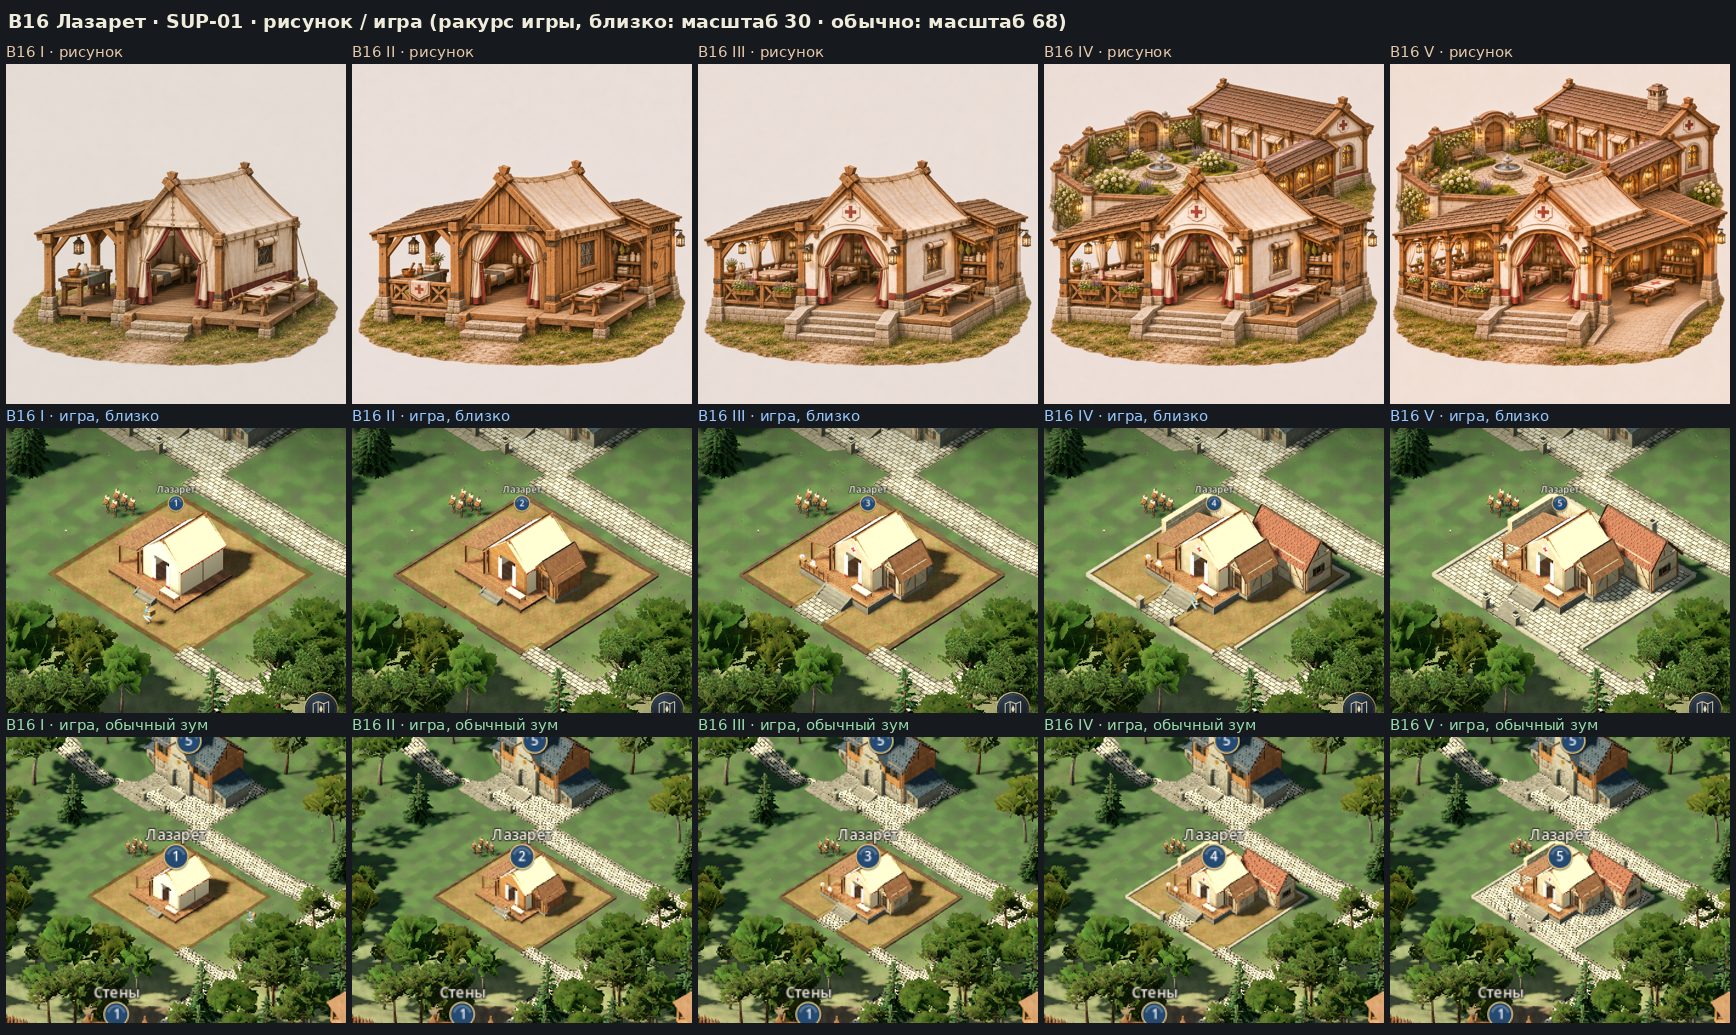 B16 Лазарет · SUP-01 · рисунок / игра (ракурс игры, близко: масштаб 30 · обычно: масштаб 68)
B16 I · рисунок
B16 II · рисунок
B16 III · рисунок
B16 IV · рисунок
B16 V · рисунок
B16 I · игра, близко
B16 II · игра, близко
B16 III · игра, близко
B16 IV · игра, близко
B16 V · игра, близко
Лазарет
1
Лазарет
2
Лазарет
3
Лазарет
4
Лазарет
5
B16 I · игра, обычный зум
B16 II · игра, обычный зум
B16 III · игра, обычный зум
B16 IV · игра, обычный зум
B16 V · игра, обычный зум
5
5
5
5
5
Лазарет
1
Лазарет
2
Лазарет
3
Лазарет
4
Лазарет
5
Стены
1
Стены
1
Стены
1
Стены
1
Стены
1